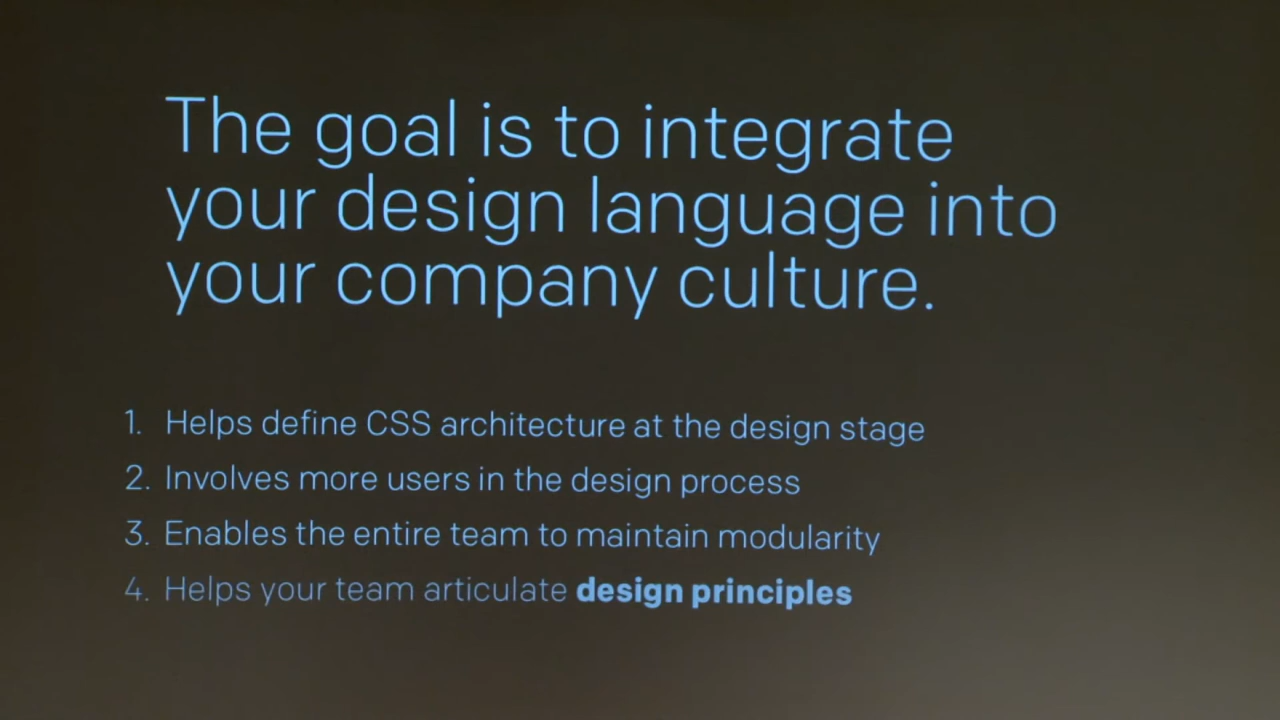 The goal is to integrate
your design language into
your company culture.
1. Helps define CSS architecture at the design stage
2. Involves more users in the design process
3. Enables the entire team to maintain modularity
4. Helps your team articulate design principles